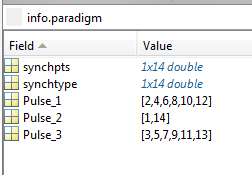 info.paradigm
Field Value
synchpts 1x14 double
synchtype 1x14 double
Pulse_1 [2,4,6,8,10,12]
Pulse_2 [1,14]
Pulse_3 [3,5,7,9,11,13]